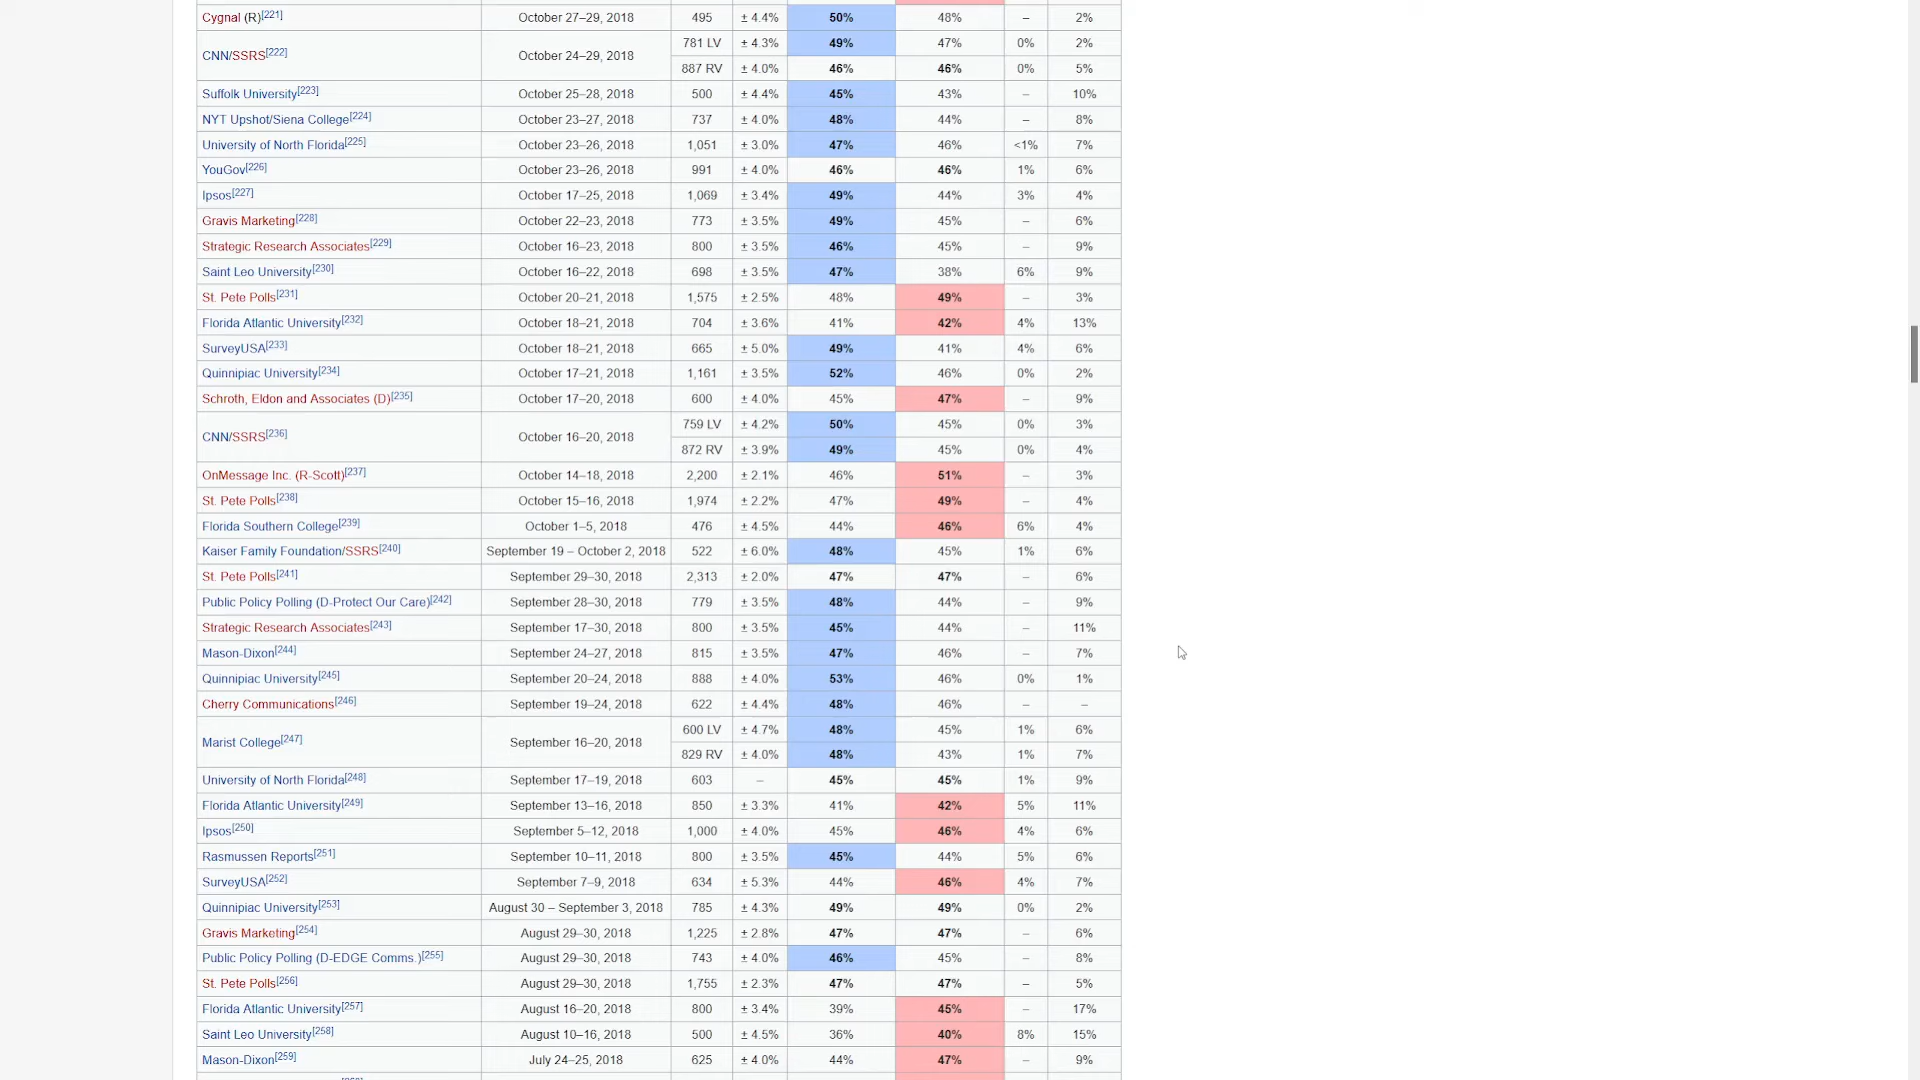 Cygnal (R)[221] October 27–29, 2018 495 ± 4.4% 50% 48% – 2%
CNN/SSRS[222] October 24–29, 2018 781 LV ± 4.3% 49% 47% 0% 2%
887 RV ± 4.0% 46% 46% 0% 5%
Suffolk University[223] October 25–28, 2018 500 ± 4.4% 45% 43% – 10%
NYT Upshot/Siena College[224] October 23–27, 2018 737 ± 4.0% 48% 44% – 8%
University of North Florida[225] October 23–26, 2018 1,051 ± 3.0% 47% 46% <1% 7%
YouGov[226] October 23–26, 2018 991 ± 4.0% 46% 46% 1% 6%
Ipsos[227] October 17–25, 2018 1,069 ± 3.4% 49% 44% 3% 4%
Gravis Marketing[228] October 22–23, 2018 773 ± 3.5% 49% 45% – 6%
Strategic Research Associates[229] October 16–23, 2018 800 ± 3.5% 46% 45% – 9%
Saint Leo University[230] October 16–22, 2018 698 ± 3.5% 47% 38% 6% 9%
St. Pete Polls[231] October 20–21, 2018 1,575 ± 2.5% 48% 49% – 3%
Florida Atlantic University[232] October 18–21, 2018 704 ± 3.6% 41% 42% 4% 13%
SurveyUSA[233] October 18–21, 2018 665 ± 5.0% 49% 41% 4% 6%
Quinnipiac University[234] October 17–21, 2018 1,161 ± 3.5% 52% 46% 0% 2%
Schroth, Eldon and Associates (D)[235] October 17–20, 2018 600 ± 4.0% 45% 47% – 9%
CNN/SSRS[236] October 16–20, 2018 759 LV ± 4.2% 50% 45% 0% 3%
872 RV ± 3.9% 49% 45% 0% 4%
OnMessage Inc. (R-Scott)[237] October 14–18, 2018 2,200 ± 2.1% 46% 51% – 3%
St. Pete Polls[238] October 15–16, 2018 1,974 ± 2.2% 47% 49% – 4%
Florida Southern College[239] October 1–5, 2018 476 ± 4.5% 44% 46% 6% 4%
Kaiser Family Foundation/SSRS[240] September 19 – October 2, 2018 522 ± 6.0% 48% 45% 1% 6%
St. Pete Polls[241] September 29–30, 2018 2,313 ± 2.0% 47% 47% – 6%
Public Policy Polling (D-Protect Our Care)[242] September 28–30, 2018 779 ± 3.5% 48% 44% – 9%
Strategic Research Associates[243] September 17–30, 2018 800 ± 3.5% 45% 44% – 11%
Mason-Dixon[244] September 24–27, 2018 815 ± 3.5% 47% 46% – 7%
Quinnipiac University[245] September 20–24, 2018 888 ± 4.0% 53% 46% 0% 1%
Cherry Communications[246] September 19–24, 2018 622 ± 4.4% 48% 46% – –
Marist College[247] September 16–20, 2018 600 LV ± 4.7% 48% 45% 1% 6%
829 RV ± 4.0% 48% 43% 1% 7%
University of North Florida[248] September 17–19, 2018 603 – 45% 45% 1% 9%
Florida Atlantic University[249] September 13–16, 2018 850 ± 3.3% 41% 42% 5% 11%
Ipsos[250] September 5–12, 2018 1,000 ± 4.0% 45% 46% 4% 6%
Rasmussen Reports[251] September 10–11, 2018 800 ± 3.5% 45% 44% 5% 6%
SurveyUSA[252] September 7–9, 2018 634 ± 5.3% 44% 46% 4% 7%
Quinnipiac University[253] August 30 – September 3, 2018 785 ± 4.3% 49% 49% 0% 2%
Gravis Marketing[254] August 29–30, 2018 1,225 ± 2.8% 47% 47% – 6%
Public Policy Polling (D-EDGE Comms.)[255] August 29–30, 2018 743 ± 4.0% 46% 45% – 8%
St. Pete Polls[256] August 29–30, 2018 1,755 ± 2.3% 47% 47% – 5%
Florida Atlantic University[257] August 16–20, 2018 800 ± 3.4% 39% 45% – 17%
Saint Leo University[258] August 10–16, 2018 500 ± 4.5% 36% 40% 8% 15%
Mason-Dixon[259] July 24–25, 2018 625 ± 4.0% 44% 47% – 9%